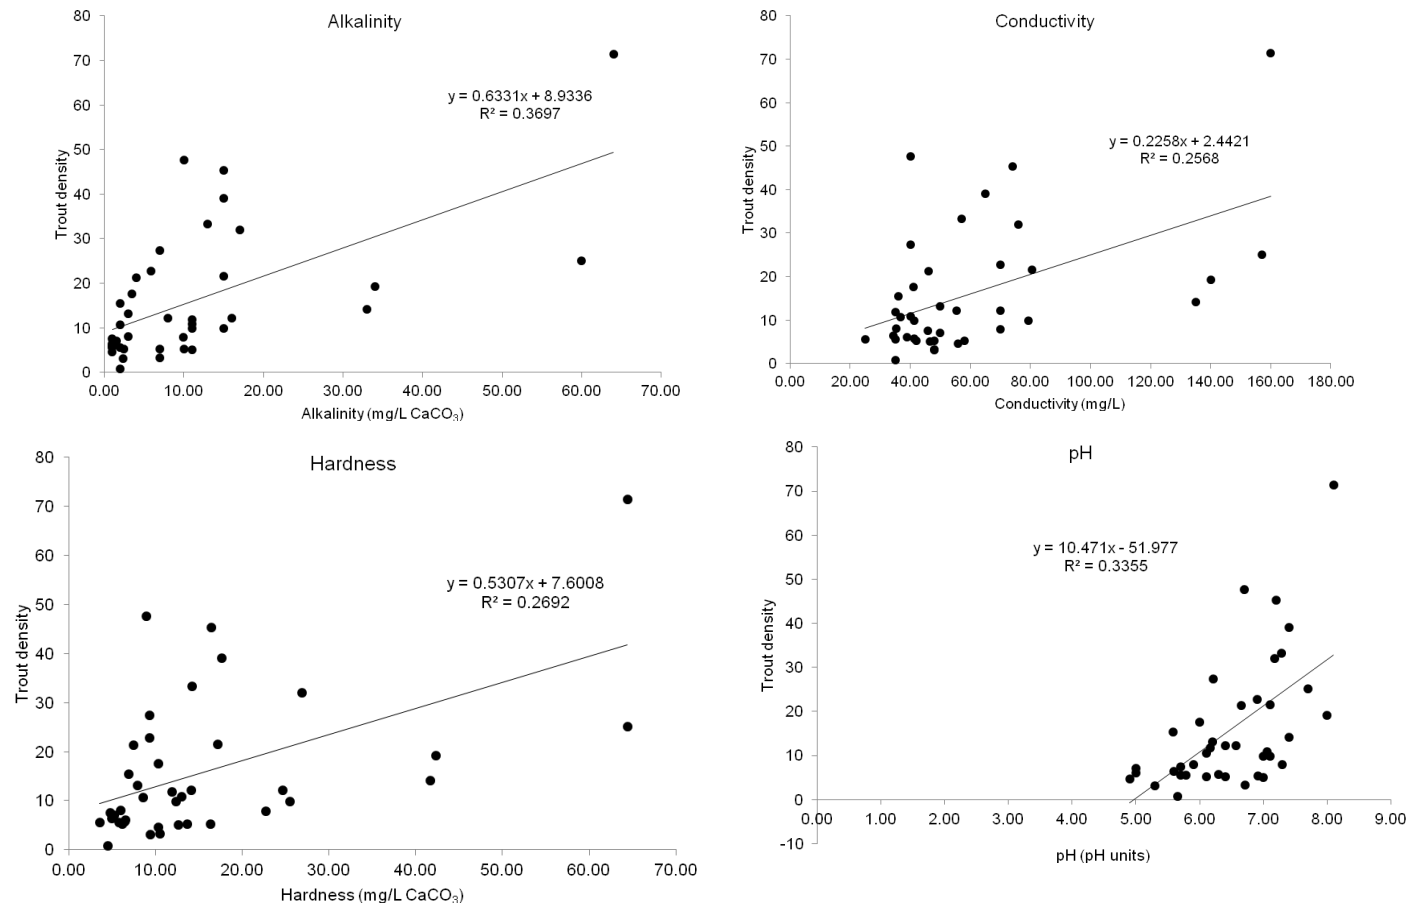 Alkalinity
80
70
60
50
40
30
20
10
0
Trout density
y = 0.6331x + 8.9336
R² = 0.3697
0.00 10.00 20.00 30.00 40.00 50.00 60.00 70.00
Alkalinity (mg/L CaCO₃)
Conductivity
80
70
60
50
40
30
20
10
0
Trout density
y = 0.2258x + 2.4421
R² = 0.2568
0.00 20.00 40.00 60.00 80.00 100.00 120.00 140.00 160.00 180.00
Conductivity (mg/L)
Hardness
80
70
60
50
40
30
20
10
0
Trout density
y = 0.5307x + 7.6008
R² = 0.2692
0.00 10.00 20.00 30.00 40.00 50.00 60.00 70.00
Hardness (mg/L CaCO₃)
pH
80
70
60
50
40
30
20
10
0
-10
Trout density
y = 10.471x - 51.977
R² = 0.3355
0.00 1.00 2.00 3.00 4.00 5.00 6.00 7.00 8.00 9.00
pH (pH units)